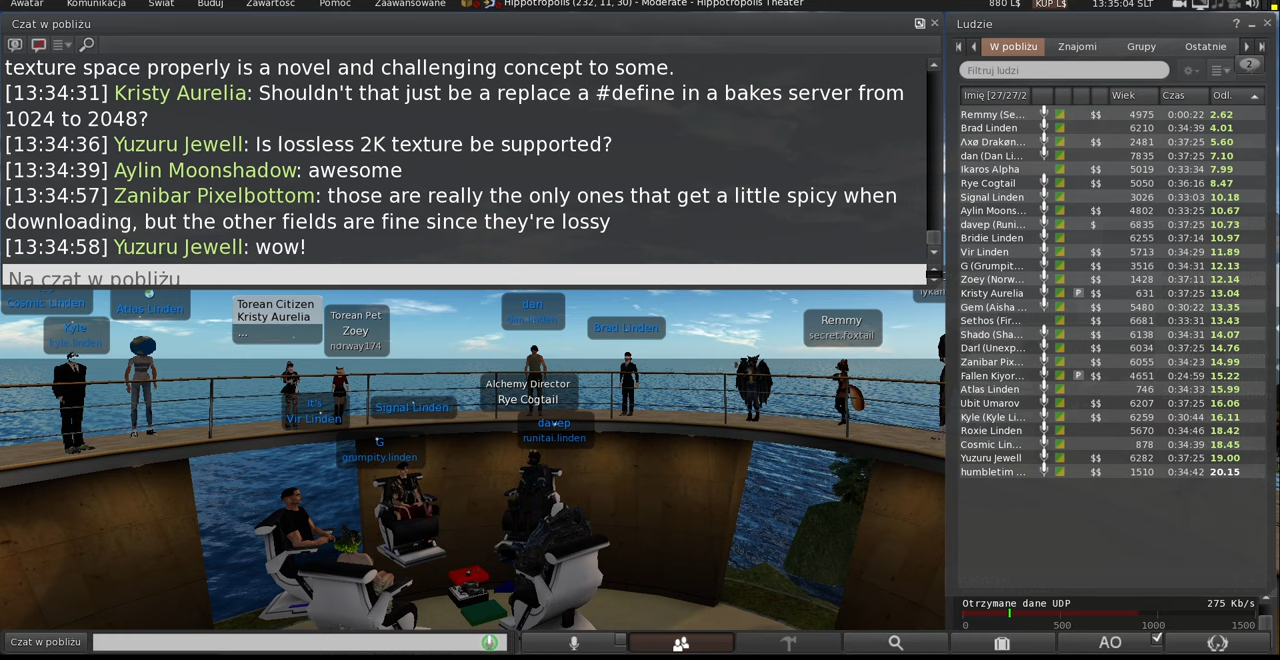 Awatar Komunikacja Świat Buduj Zawartość Pomoc Zaawansowane Hippotropolis (232, 11, 30) - Moderate - Hippotropolis Theater 880 L$ KUP L$ 13:35:04 SLT
Czat w pobliżu
texture space properly is a novel and challenging concept to some.
[13:34:31] Kristy Aurelia: Shouldn't that just be a replace a #define in a bakes server from
1024 to 2048?
[13:34:36] Yuzuru Jewell: Is lossless 2K texture be supported?
[13:34:39] Aylin Moonshadow: awesome
[13:34:57] Zanibar Pixelbottom: those are really the only ones that get a little spicy when
downloading, but the other fields are fine since they're lossy
[13:34:58] Yuzuru Jewell: wow!
Na czat w pobliżu
Cosmic Linden
Atlas Linden
Kyle
kyle.linden
Torean Citizen
Kristy Aurelia
...
Torean Pet
Zoey
norway174
dan
Brad Linden
Remmy
secret.foxtail
Alchemy Director
Rye Cogtail
It's
Vir Linden
Signal Linden
davep
runitai.linden
G
grumpity.linden
Czat w pobliżu
Ludzie
W pobliżu Znajomi Grupy Ostatnie
Filtruj ludzi
2
Imię [27/27/2 Wiek Czas Odl.
Remmy (Se... $$ 4975 0:00:22 2.62
Brad Linden 6210 0:34:39 4.01
Λxø Drakøn... $$ 2481 0:37:25 5.60
dan (Dan Li... 7835 0:37:25 7.10
Ikaros Alpha $$ 5019 0:33:34 7.99
Rye Cogtail $$ 5050 0:36:16 8.47
Signal Linden 3026 0:33:03 10.18
Aylin Moons... $$ 4802 0:33:25 10.67
davep (Runi... $ 6835 0:37:25 10.73
Bridie Linden 6255 0:37:14 10.97
Vir Linden $$ 5713 0:34:29 11.89
G (Grumpit... $$ 3516 0:34:31 12.13
Zoey (Norw... $$ 1428 0:37:11 12.14
Kristy Aurelia P $$ 631 0:37:25 13.04
Gem (Aisha ... $$ 5480 0:30:22 13.35
Sethos (Fir... $$ 6681 0:33:31 13.43
Shado (Sha... $$ 6138 0:34:31 14.07
Darl (Unexp... $$ 6034 0:37:25 14.76
Zanibar Pix... $$ 6055 0:34:23 14.99
Fallen Kiyor... P $$ 4651 0:24:59 15.22
Atlas Linden 746 0:34:33 15.99
Ubit Umarov $$ 6207 0:37:25 16.06
Kyle (Kyle Li... $$ 6259 0:30:44 16.11
Roxie Linden 5670 0:34:46 18.42
Cosmic Lin... 878 0:34:39 18.45
Yuzuru Jewell $$ 6282 0:37:25 19.00
humbletim ... $$ 1510 0:34:42 20.15
Otrzymane dane UDP 275 Kb/s
0 500 1000 1500
AO